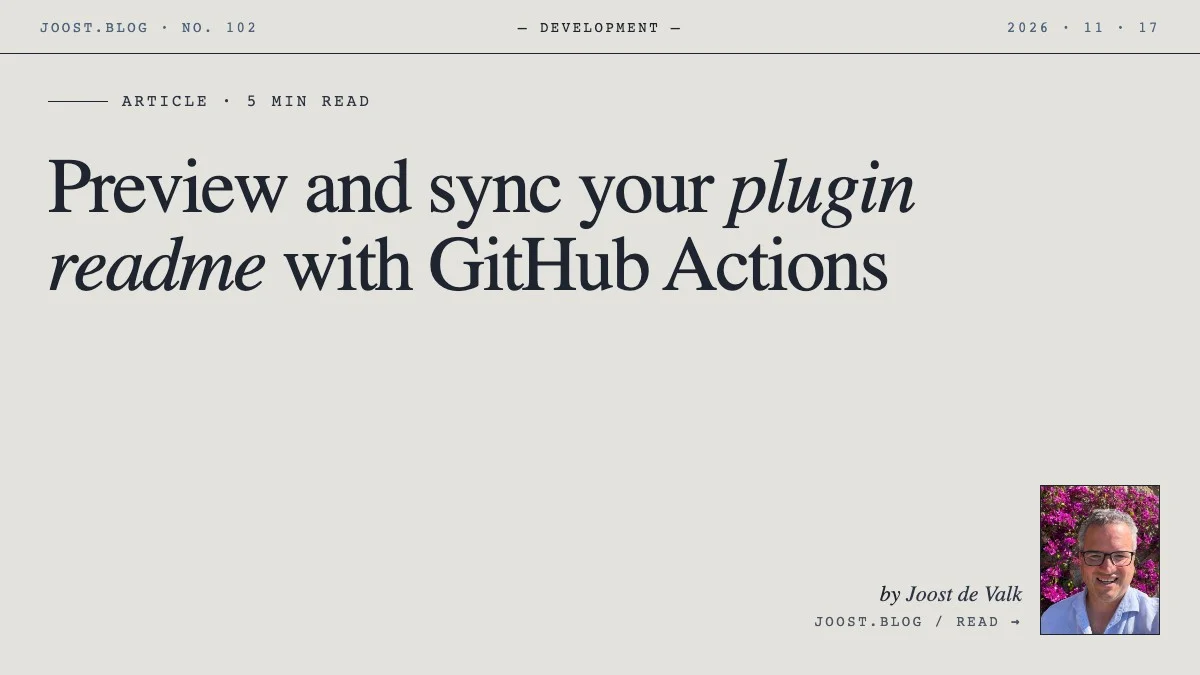 JOOST.BLOG · NO. 102
— DEVELOPMENT —
2026 · 11 · 17
ARTICLE · 5 MIN READ
Preview and sync your plugin
readme with GitHub Actions
by Joost de Valk
JOOST.BLOG / READ →